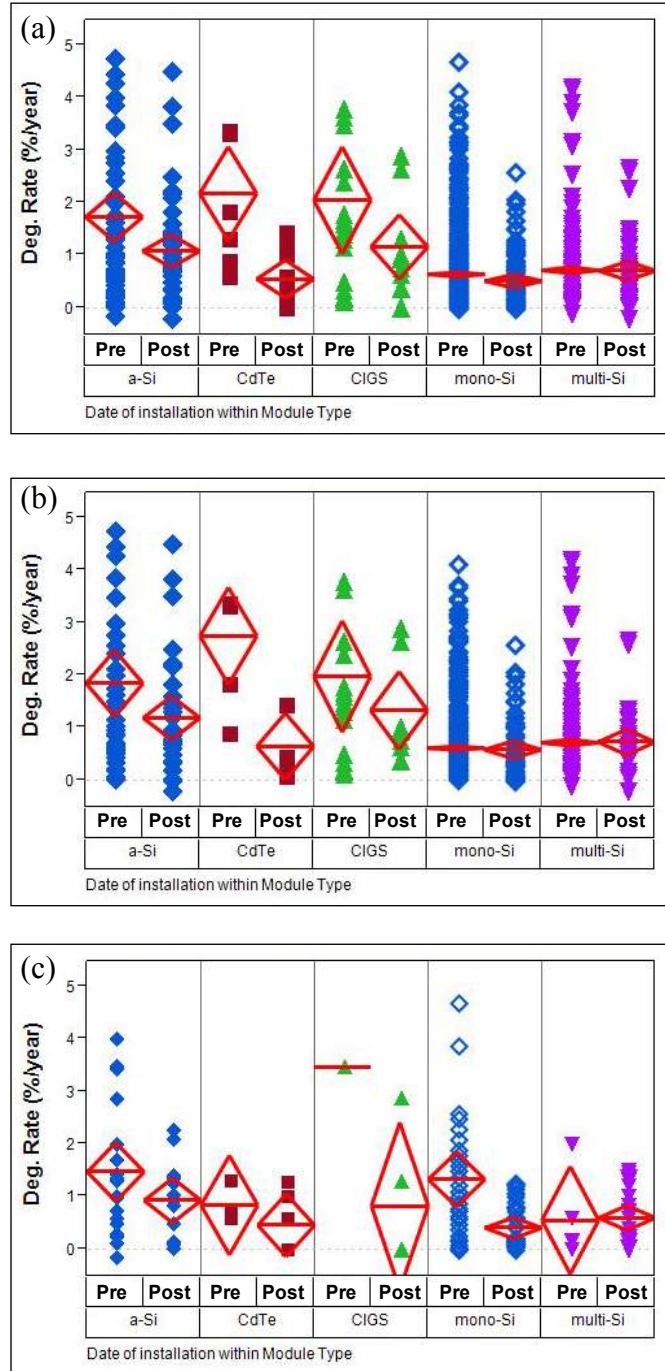 (a)
Deg. Rate (%/year)
5
4
3
2
1
0
Pre Post Pre Post Pre Post Pre Post Pre Post
a-Si CdTe CIGS mono-Si multi-Si
Date of installation within Module Type
(b)
Deg. Rate (%/year)
5
4
3
2
1
0
Pre Post Pre Post Pre Post Pre Post Pre Post
a-Si CdTe CIGS mono-Si multi-Si
Date of installation within Module Type
(c)
Deg. Rate (%/year)
5
4
3
2
1
0
Pre Post Pre Post Pre Post Pre Post Pre Post
a-Si CdTe CIGS mono-Si multi-Si
Date of installation within Module Type